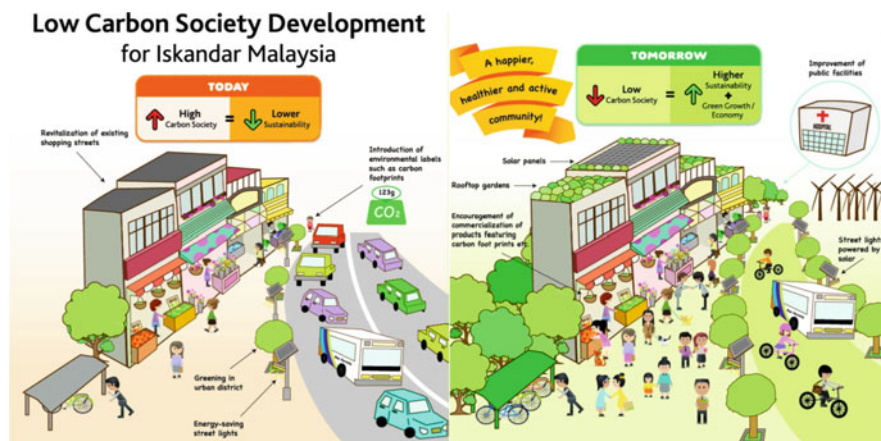 Low Carbon Society Development
for Iskandar Malaysia
TODAY
High
Carbon Society
=
Lower
Sustainability
Revitalization of existing
shopping streets
Introduction of
environmental labels
such as carbon
footprints
123g
CO₂
Greening in
urban district
Energy-saving
street lights
A happier,
healthier and active
community!
TOMORROW
Low
Carbon Society
=
Higher
Sustainability
+
Green Growth /
Economy
Improvement of
public facilities
HOSPITAL
Solar panels
Rooftop gardens
Encouragement of
commercialization of
products featuring
carbon foot prints etc.
Street lights
powered by
solar